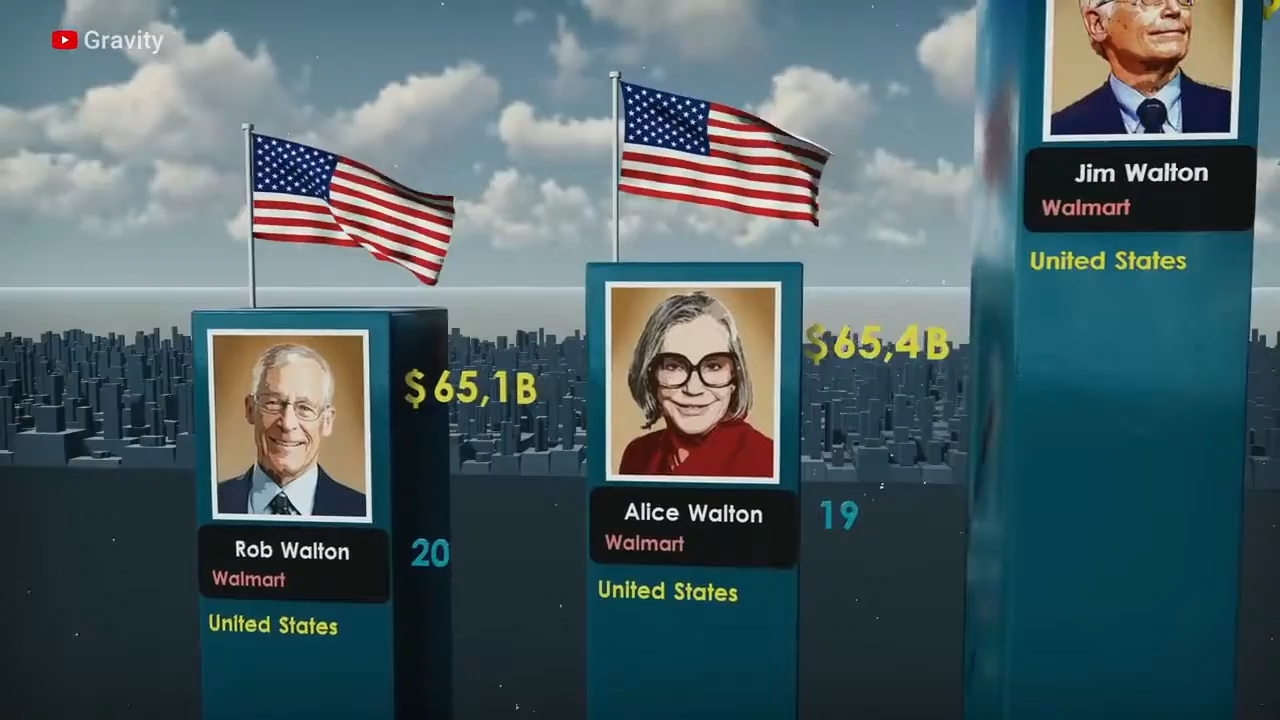 Gravity
Rob Walton
Walmart
United States
$65,1B
20
Alice Walton
Walmart
United States
$65,4B
19
Jim Walton
Walmart
United States